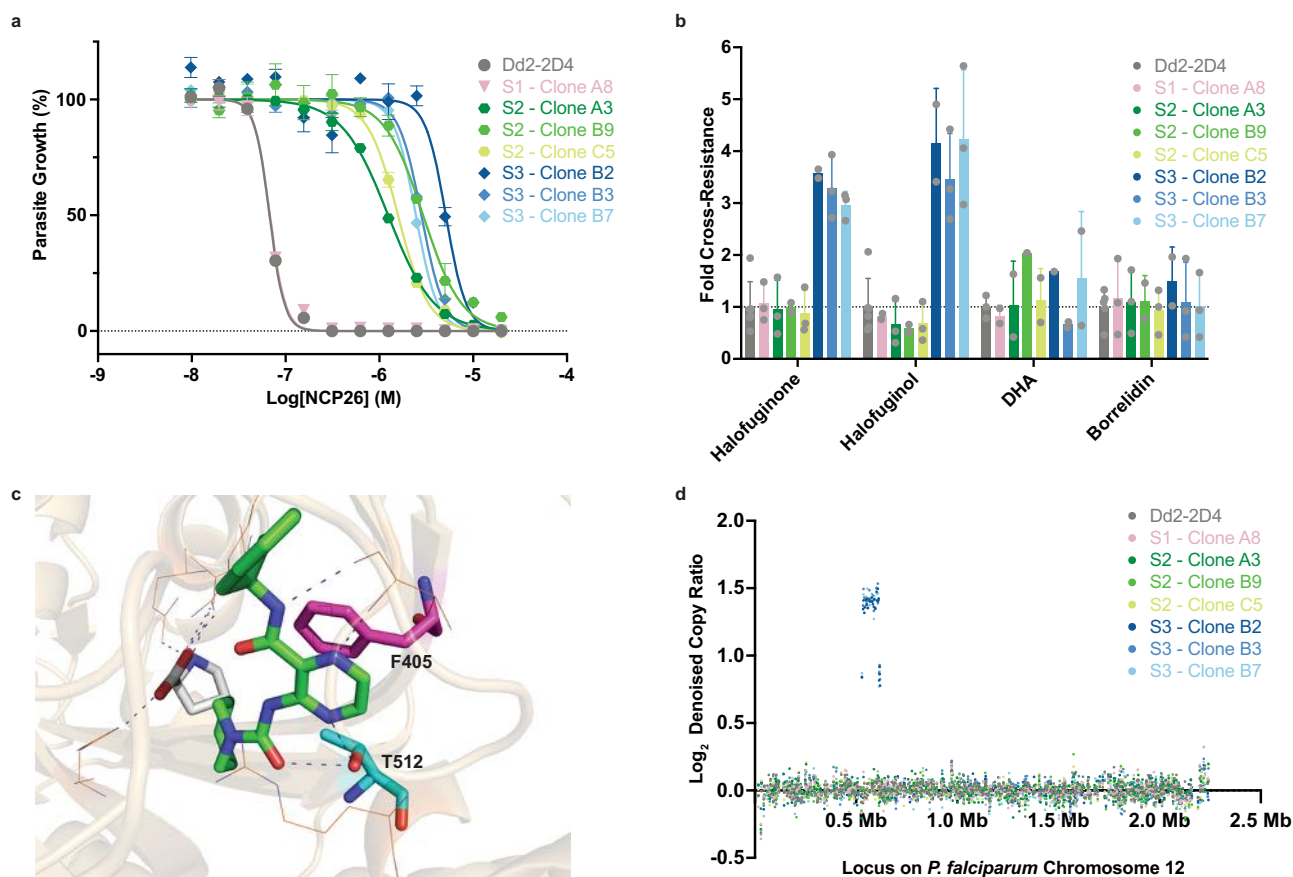 a
Parasite Growth (%)
100
50
0
-9
-8
-7
-6
-5
-4
Log[NCP26] (M)
Dd2-2D4
S1 - Clone A8
S2 - Clone A3
S2 - Clone B9
S2 - Clone C5
S3 - Clone B2
S3 - Clone B3
S3 - Clone B7
b
Fold Cross-Resistance
6
5
4
3
2
1
0
Halofuginone
Halofuginol
DHA
Borrelidin
Dd2-2D4
S1 - Clone A8
S2 - Clone A3
S2 - Clone B9
S2 - Clone C5
S3 - Clone B2
S3 - Clone B3
S3 - Clone B7
c
F405
T512
d
Log2 Denoised Copy Ratio
2.0
1.5
1.0
0.5
0.0
-0.5
0.5 Mb
1.0 Mb
1.5 Mb
2.0 Mb
2.5 Mb
Locus on P. falciparum Chromosome 12
Dd2-2D4
S1 - Clone A8
S2 - Clone A3
S2 - Clone B9
S2 - Clone C5
S3 - Clone B2
S3 - Clone B3
S3 - Clone B7